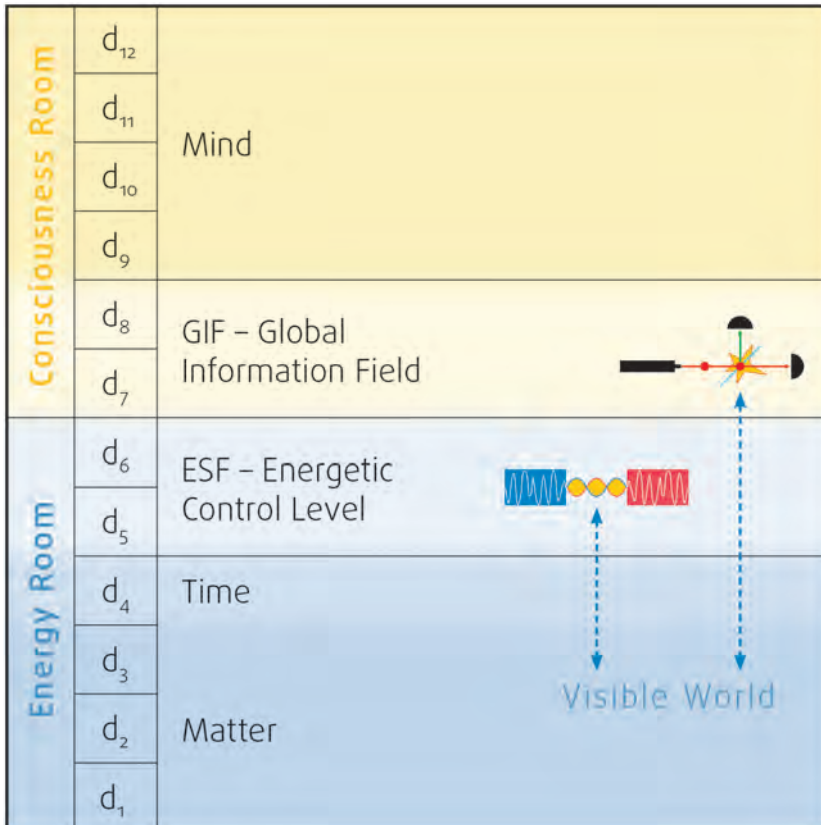 Consciousness Room
d₁₂
d₁₁
Mind
d₁₀
d₉
d₈
GIF – Global
Information Field
d₇
Energy Room
d₆
ESF – Energetic
Control Level
d₅
d₄
Time
d₃
Visible World
d₂
Matter
d₁